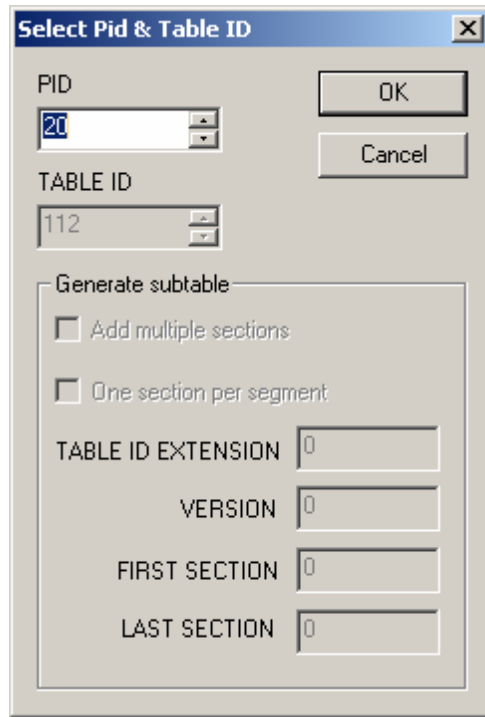 Select Pid & Table ID
PID
OK
20
Cancel
TABLE ID
112
Generate subtable
Add multiple sections
One section per segment
TABLE ID EXTENSION 0
VERSION 0
FIRST SECTION 0
LAST SECTION 0